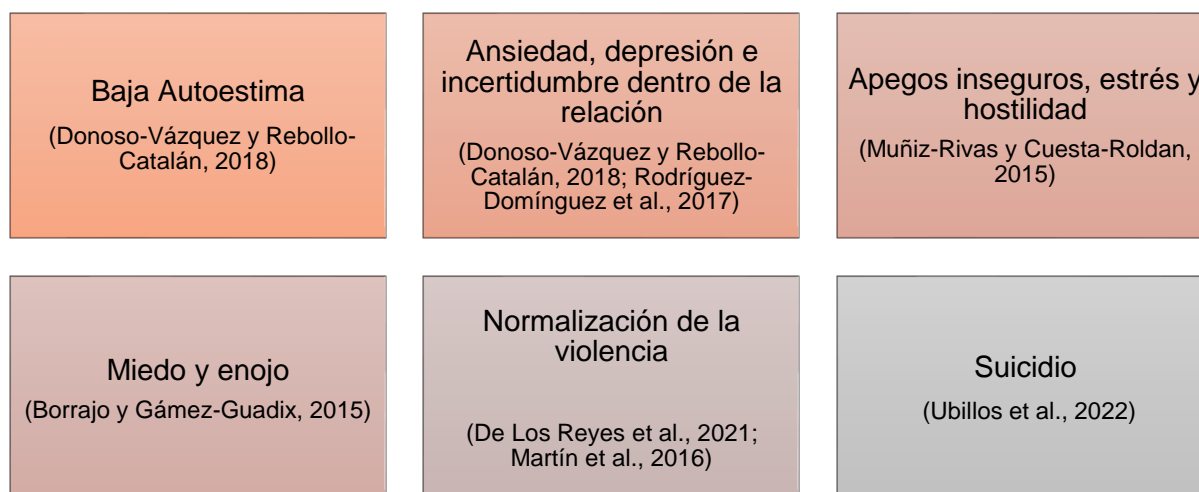 Baja Autoestima
(Donoso-Vázquez y Rebollo-
Catalán, 2018)
Ansiedad, depresión e
incertidumbre dentro de la
relación
(Donoso-Vázquez y Rebollo-
Catalán, 2018; Rodríguez-
Domínguez et al., 2017)
Apegos inseguros, estrés y
hostilidad
(Muñiz-Rivas y Cuesta-Roldan,
2015)
Miedo y enojo
(Borrajo y Gámez-Guadix, 2015)
Normalización de la
violencia
(De Los Reyes et al., 2021;
Martín et al., 2016)
Suicidio
(Ubillos et al., 2022)